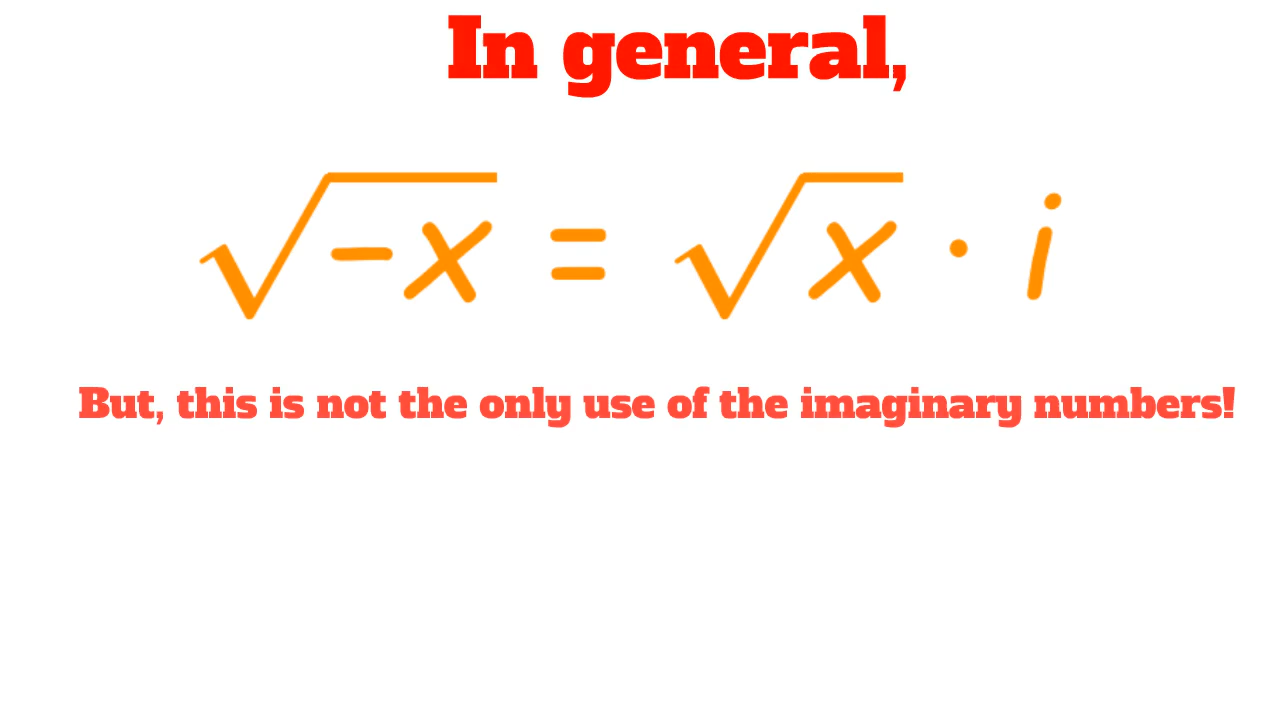 In general,
√-x = √x · i
But, this is not the only use of the imaginary numbers!